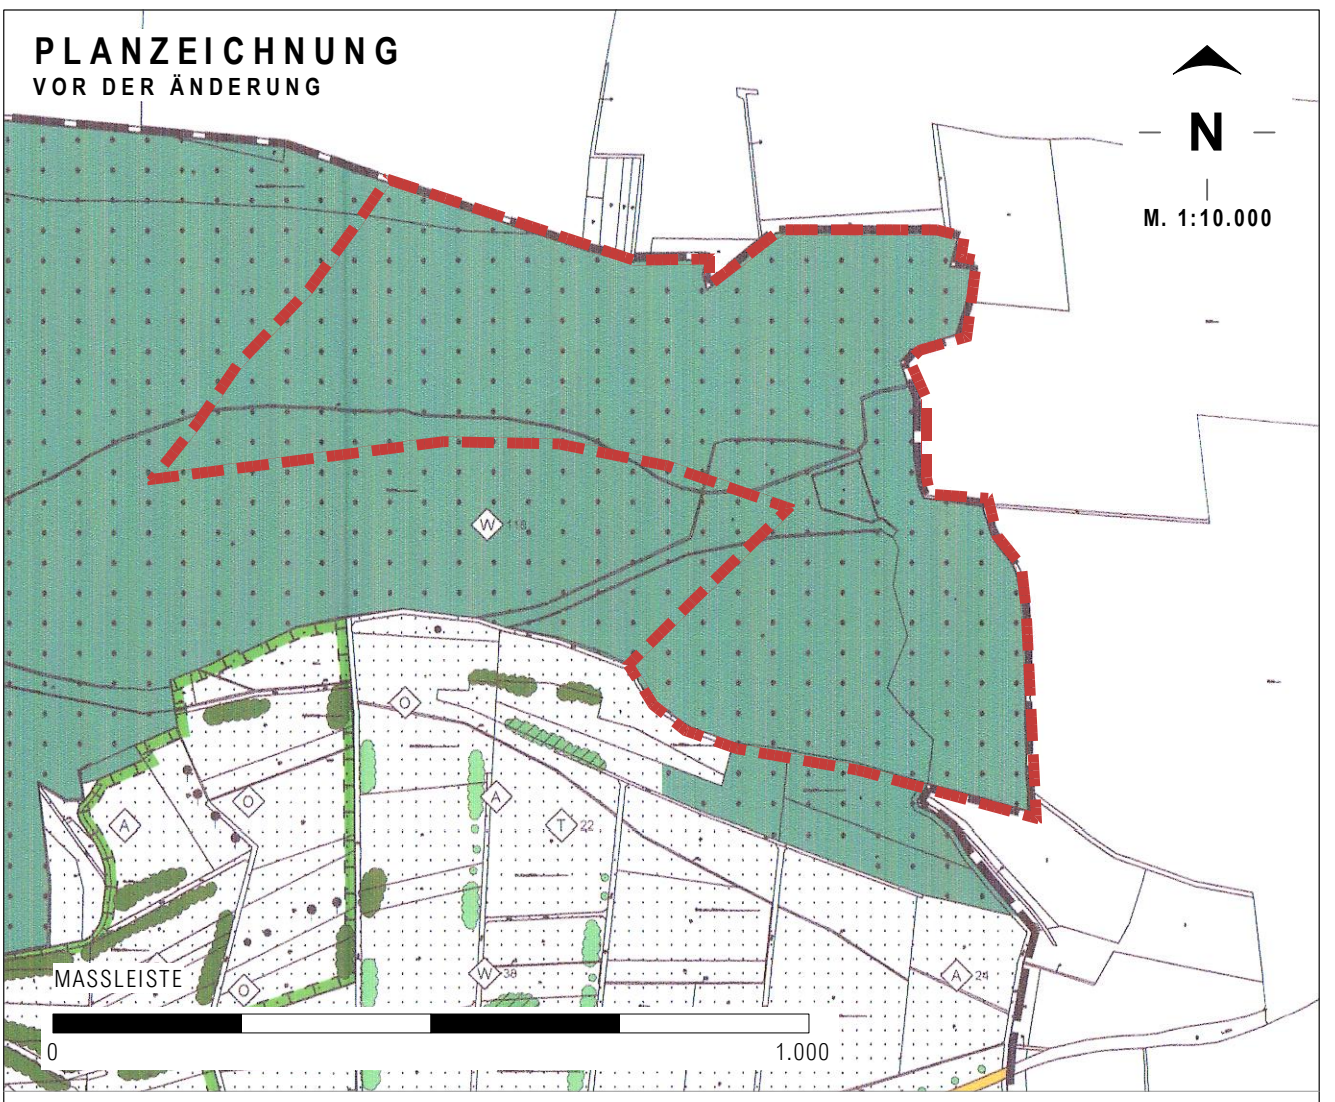 PLANZEICHNUNG
VOR DER ÄNDERUNG
N
M. 1:10.000
W 118
O
A
O
A
T 22
W 38
A 24
O
MASSLEISTE
0
1.000